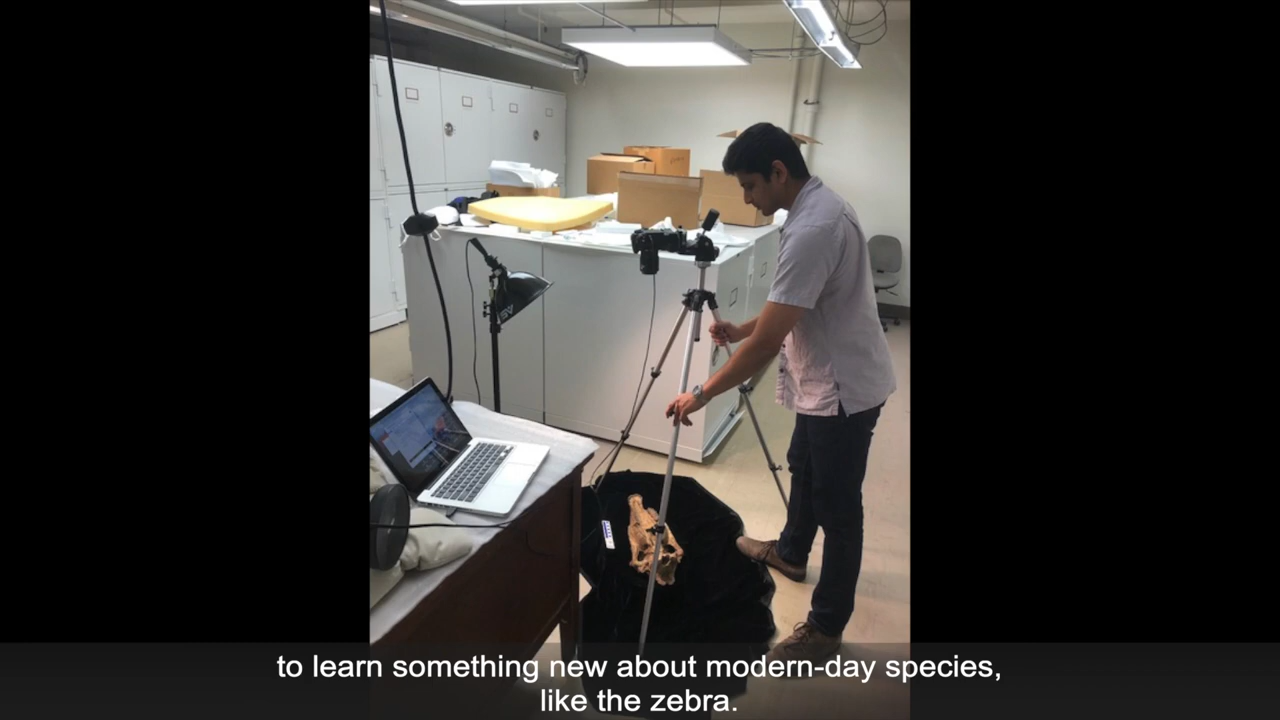 to learn something new about modern-day species,
like the zebra.